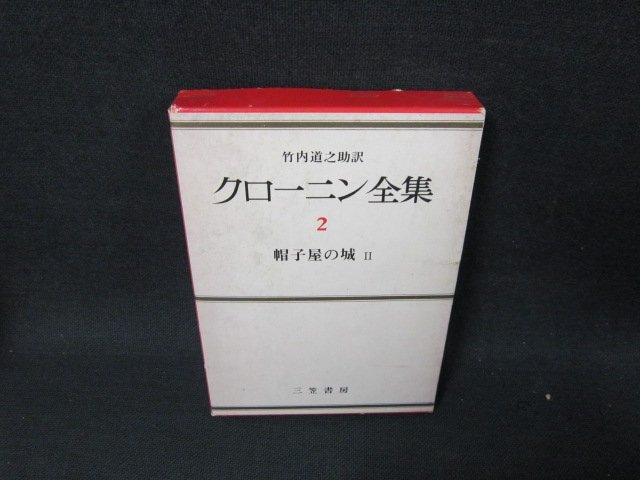 竹内道之助訳
クローニン全集
2
帽子屋の城 II
三笠書房